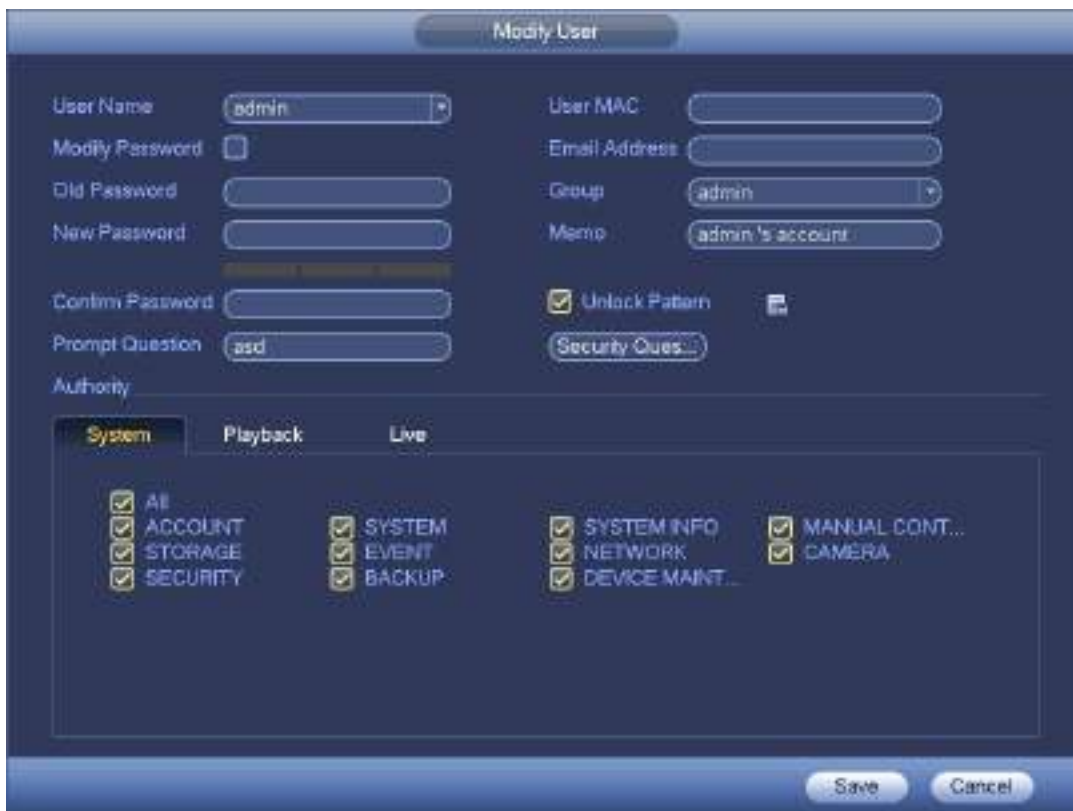 Modify User
User Name admin User MAC
Modify Password Email Address
Old Password Group admin
New Password Memo admin 's account
Confirm Password Unlock Pattern
Prompt Question asd Security Ques...
Authority
System Playback Live
All
ACCOUNT SYSTEM SYSTEM INFO MANUAL CONT...
STORAGE EVENT NETWORK CAMERA
SECURITY BACKUP DEVICE MAINT...
Save Cancel